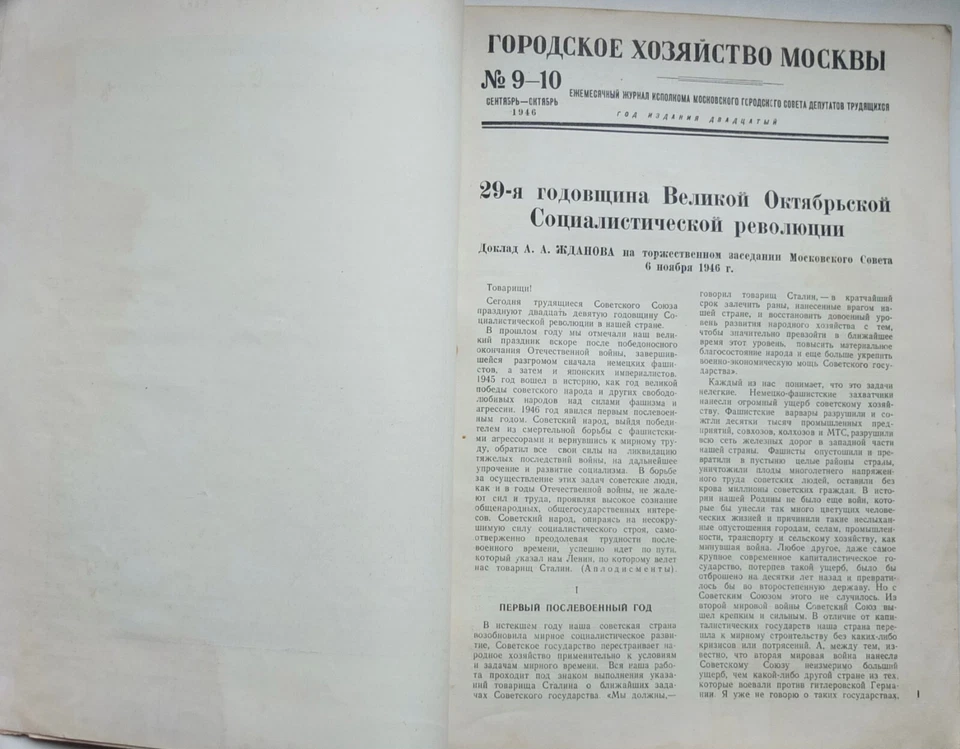 ГОРОДСКОЕ ХОЗЯЙСТВО МОСКВЫ
№ 9–10
СЕНТЯБРЬ—ОКТЯБРЬ
1946
ЕЖЕМЕСЯЧНЫЙ ЖУРНАЛ ИСПОЛКОМА МОСКОВСКОГО ГОРОДСКОГО СОВЕТА ДЕПУТАТОВ ТРУДЯЩИХСЯ
ГОД ИЗДАНИЯ ДВАДЦАТЫЙ
29-я годовщина Великой Октябрьской
Социалистической революции
Доклад А. А. ЖДАНОВА на торжественном заседании Московского Совета
6 ноября 1946 г.
Товарищи!
Сегодня трудящиеся Советского Союза
празднуют двадцать девятую годовщину Со-
циалистической революции в нашей стране.
В прошлом году мы отмечали наш вели-
кий праздник вскоре после победоносного
окончания Отечественной войны, завершив-
шейся разгромом сначала немецких фаши-
стов, а затем и японских империалистов.
1945 год вошел в историю, как год великой
победы советского народа и других свободо-
любивых народов над силами фашизма и
агрессии. 1946 год явился первым послевоен-
ным годом. Советский народ, выйдя победи-
телем из смертельной борьбы с фашистски-
ми агрессорами и вернувшись к мирному тру-
ду, обратил все свои силы на ликвидацию
тяжелых последствий войны, на дальнейшее
упрочение и развитие социализма. В борьбе
за осуществление этих задач советские люди,
как и в годы Отечественной войны, не жале-
ют сил и труда, проявляя высокое сознание
общенародных, общегосударственных интере-
сов. Советский народ, опираясь на несокру-
шимую силу социалистического строя, само-
отверженно преодолевая трудности после-
военного времени, успешно идет по пути,
который указал нам Ленин, по которому ведет
нас товарищ Сталин. (Аплодисменты).
I
ПЕРВЫЙ ПОСЛЕВОЕННЫЙ ГОД
В истекшем году наша советская страна
возобновила мирное социалистическое разви-
тие, Советское государство перестраивает на-
родное хозяйство применительно к условиям
и задачам мирного времени. Вся наша рабо-
та проходит под знаком выполнения указа-
ний товарища Сталина о ближайших зада-
чах Советского государства «Мы должны,—
говорил товарищ Сталин,— в кратчайший
срок залечить раны, нанесенные врагом на-
шей стране, и восстановить довоенный уро-
вень развития народного хозяйства с тем,
чтобы значительно превзойти в ближайшее
время этот уровень, повысить материальное
благосостояние народа и еще больше укрепить
военно-экономическую мощь Советского госу-
дарства».
Каждый из нас понимает, что это задачи
нелегкие. Немецко-фашистские захватчики
нанесли огромный ущерб советскому хозяй-
ству. Фашистские варвары разрушили и со-
жгли десятки тысяч промышленных пред-
приятий, совхозов, колхозов и МТС, разрушили
всю сеть железных дорог в западной части
нашей страны. Фашисты опустошили и пре-
вратили в пустыню целые районы страны,
уничтожили плоды многолетнего напряжен-
ного труда советских людей, оставили без
крова миллионы советских граждан. В исто-
рии нашей Родины не было еще войн, кото-
рые бы унесли так много цветущих челове-
ческих жизней и причинили такие неслыхан-
ные опустошения городам, селам, промышлен-
ности, транспорту и сельскому хозяйству, как
минувшая война. Любое другое, даже самое
крупное современное капиталистическое го-
сударство, потерпев такой ущерб, было бы
отброшено на десятки лет назад и преврати-
лось бы во второстепенную державу. Но с
Советским Союзом этого не случилось. Из
второй мировой войны Советский Союз вы-
шел крепким и сильным. В отличие от капи-
талистических государств наша страна пере-
шла к мирному строительству без каких-либо
кризисов или потрясений. А, между тем, из-
вестно, что вторая мировая война нанесла
Советскому Союзу неизмеримо больший
ущерб, чем какой-либо другой стране из тех,
которые воевали против гитлеровской Герма-
нии. Я уже не говорю о таких государствах,
1